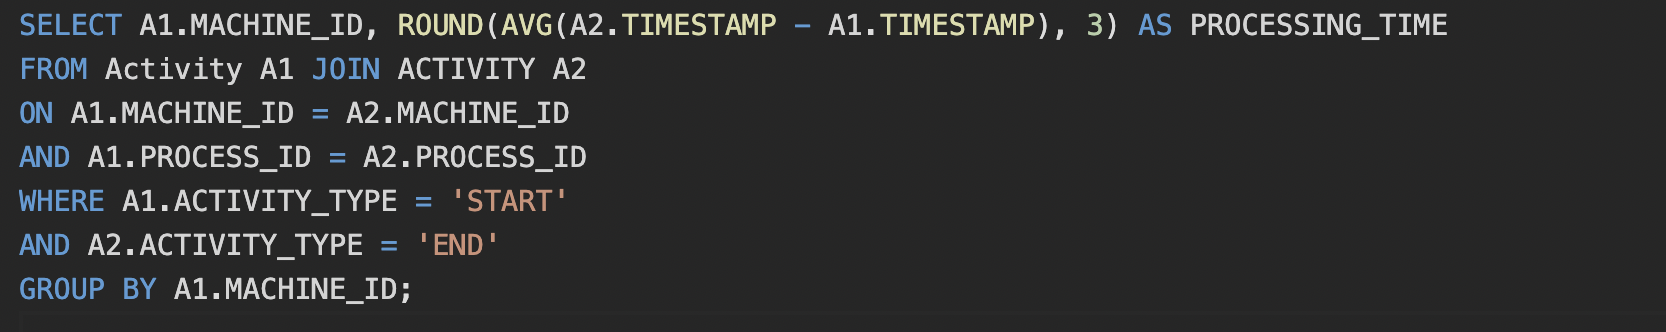 SELECT A1.MACHINE_ID, ROUND(AVG(A2.TIMESTAMP - A1.TIMESTAMP), 3) AS PROCESSING_TIME
FROM Activity A1 JOIN ACTIVITY A2
ON A1.MACHINE_ID = A2.MACHINE_ID
AND A1.PROCESS_ID = A2.PROCESS_ID
WHERE A1.ACTIVITY_TYPE = 'START'
AND A2.ACTIVITY_TYPE = 'END'
GROUP BY A1.MACHINE_ID;